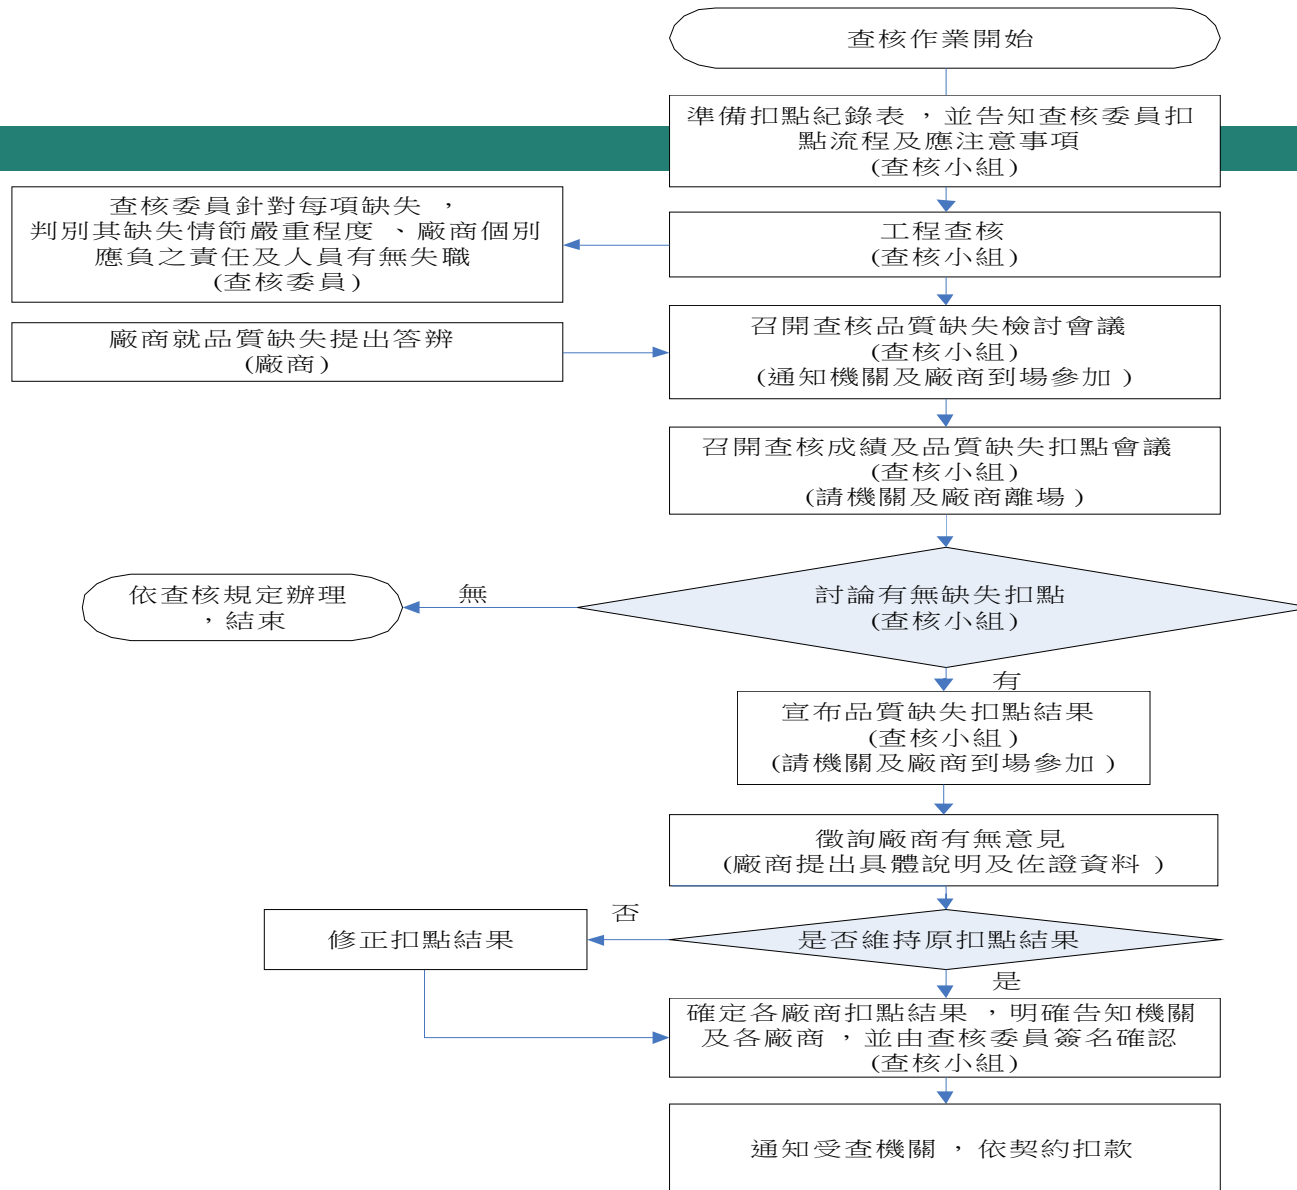 查核作業開始
準備扣點紀錄表，並告知查核委員扣
點流程及應注意事項
(查核小組)
查核委員針對每項缺失，
判別其缺失情節嚴重程度、廠商個別
應負之責任及人員有無失職
(查核委員)
工程查核
(查核小組)
廠商就品質缺失提出答辨
(廠商)
召開查核品質缺失檢討會議
(查核小組)
(通知機關及廠商到場參加)
召開查核成績及品質缺失扣點會議
(查核小組)
(請機關及廠商離場)
依查核規定辦理
，結束
無
討論有無缺失扣點
(查核小組)
有
宣布品質缺失扣點結果
(查核小組)
(請機關及廠商到場參加)
徵詢廠商有無意見
(廠商提出具體說明及佐證資料)
否
修正扣點結果
是否維持原扣點結果
是
確定各廠商扣點結果，明確告知機關
及各廠商，並由查核委員簽名確認
(查核小組)
通知受查機關，依契約扣款